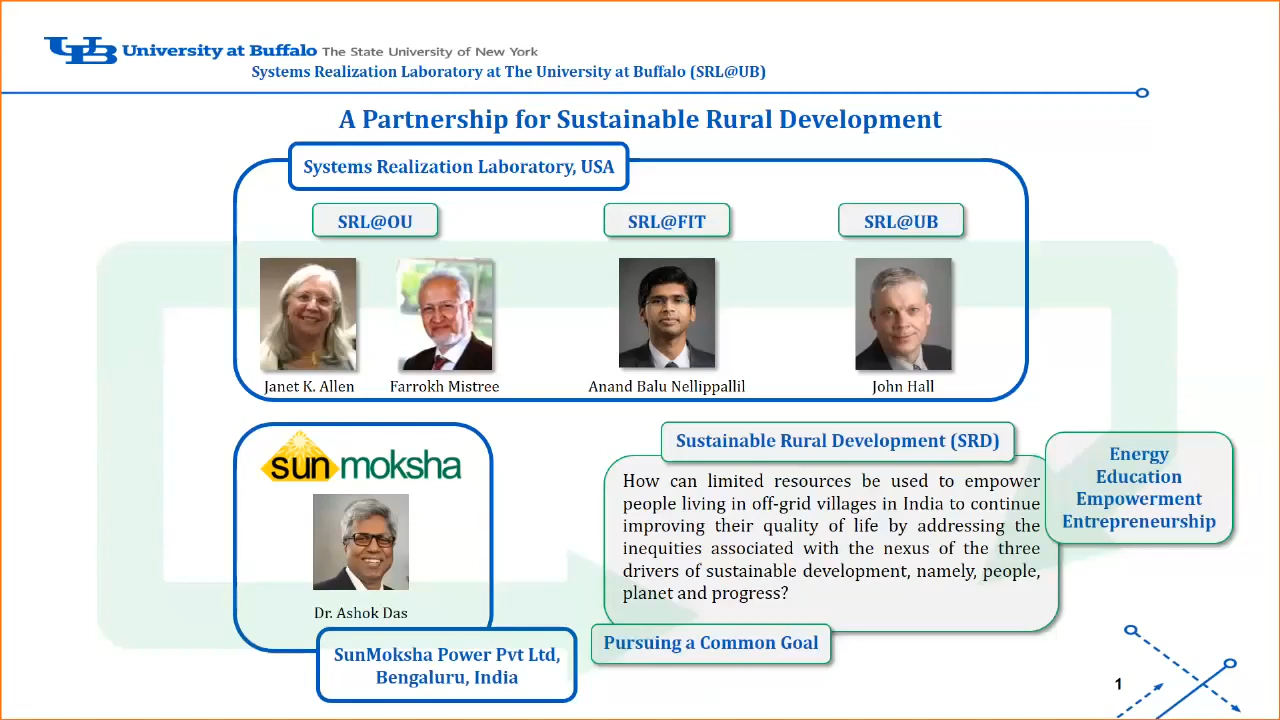 University at Buffalo The State University of New York
Systems Realization Laboratory at The University at Buffalo (SRL@UB)
A Partnership for Sustainable Rural Development
Systems Realization Laboratory, USA
SRL@OU
SRL@FIT
SRL@UB
Janet K. Allen
Farrokh Mistree
Anand Balu Nellippallil
John Hall
sun moksha
Dr. Ashok Das
SunMoksha Power Pvt Ltd,
Bengaluru, India
Sustainable Rural Development (SRD)
How can limited resources be used to empower
people living in off-grid villages in India to continue
improving their quality of life by addressing the
inequities associated with the nexus of the three
drivers of sustainable development, namely, people,
planet and progress?
Energy
Education
Empowerment
Entrepreneurship
Pursuing a Common Goal
1